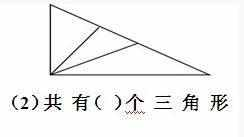 (2)共 有( )个 三 角 形